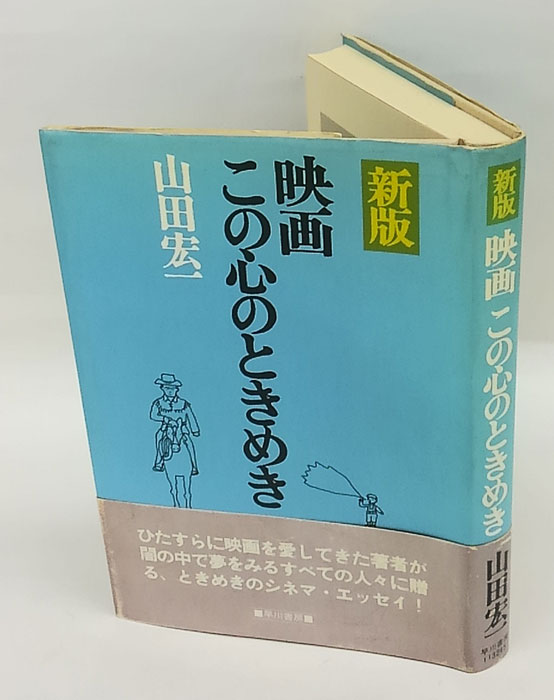 新版
映画
この心のときめき
山田宏一
ひたすらに映画を愛してきた著者が
闇の中で夢をみるすべての人々に贈
る、ときめきのシネマ・エッセイ！
■早川書房■
新版
映画 この心のときめき
山田宏一
早川書房